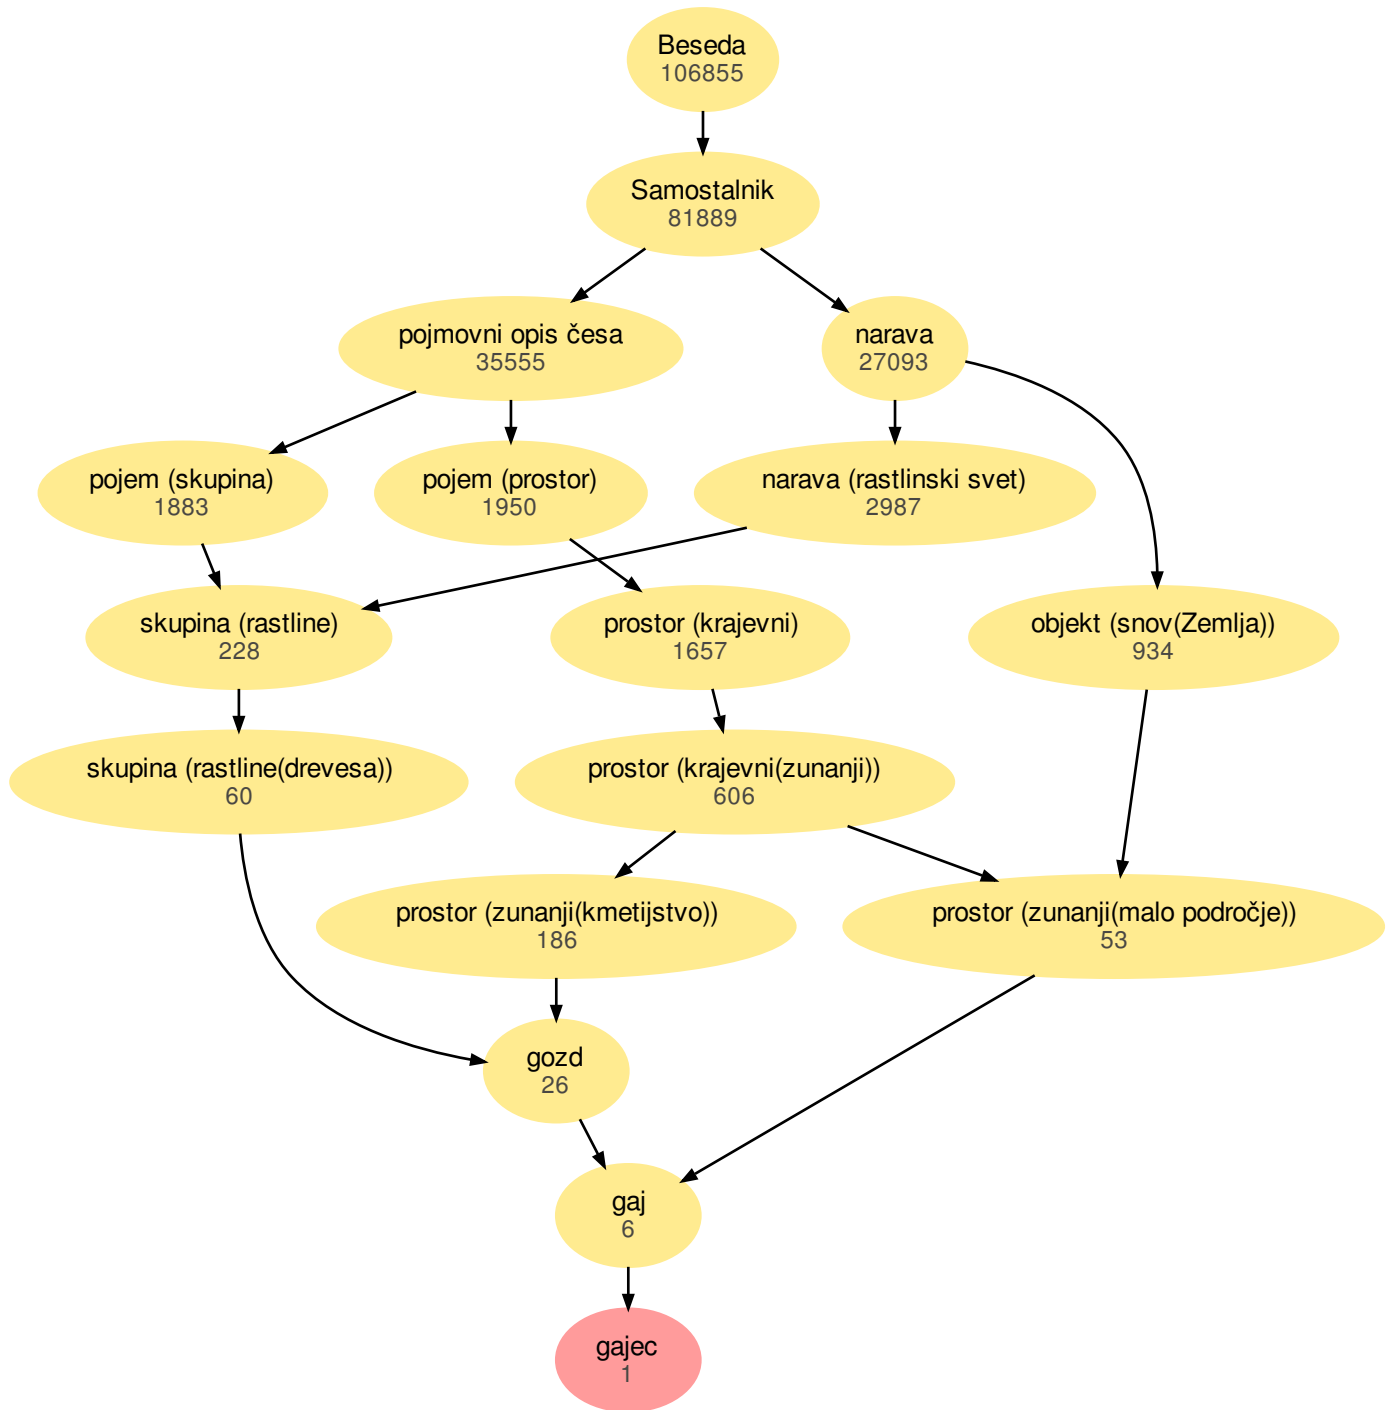 Beseda
106855
Samostalnik
81889
pojmovni opis česa
35555
narava
27093
pojem (skupina)
1883
pojem (prostor)
1950
narava (rastlinski svet)
2987
skupina (rastline)
228
prostor (krajevni)
1657
objekt (snov(Zemlja))
934
skupina (rastline(drevesa))
60
prostor (krajevni(zunanji))
606
prostor (zunanji(kmetijstvo))
186
prostor (zunanji(malo področje))
53
gozd
26
gaj
6
gajec
1